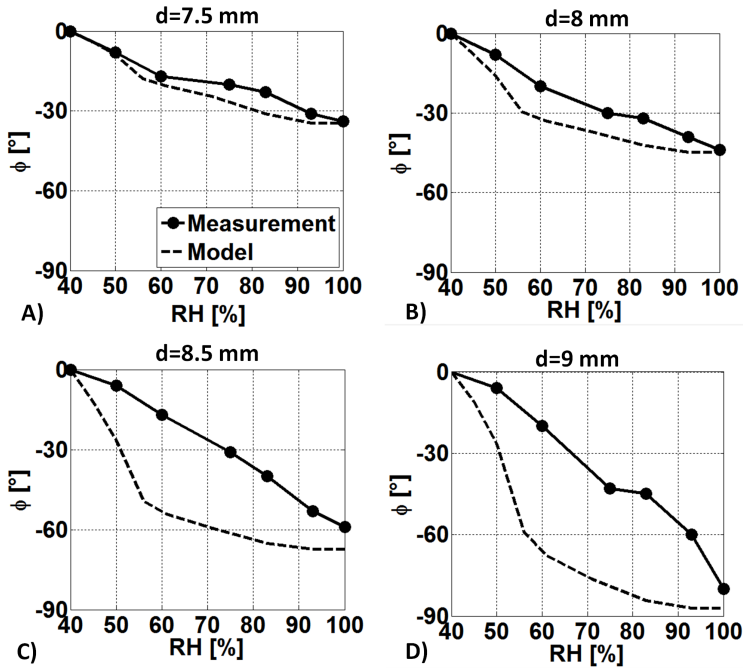 d=7.5 mm
0
-30
-60
-90
ϕ [°]
Measurement
Model
40 50 60 70 80 90 100
RH [%]
A)
d=8 mm
0
-30
-60
-90
ϕ [°]
40 50 60 70 80 90 100
RH [%]
B)
d=8.5 mm
0
-30
-60
-90
ϕ [°]
40 50 60 70 80 90 100
RH [%]
C)
d=9 mm
0
-30
-60
-90
ϕ [°]
40 50 60 70 80 90 100
RH [%]
D)